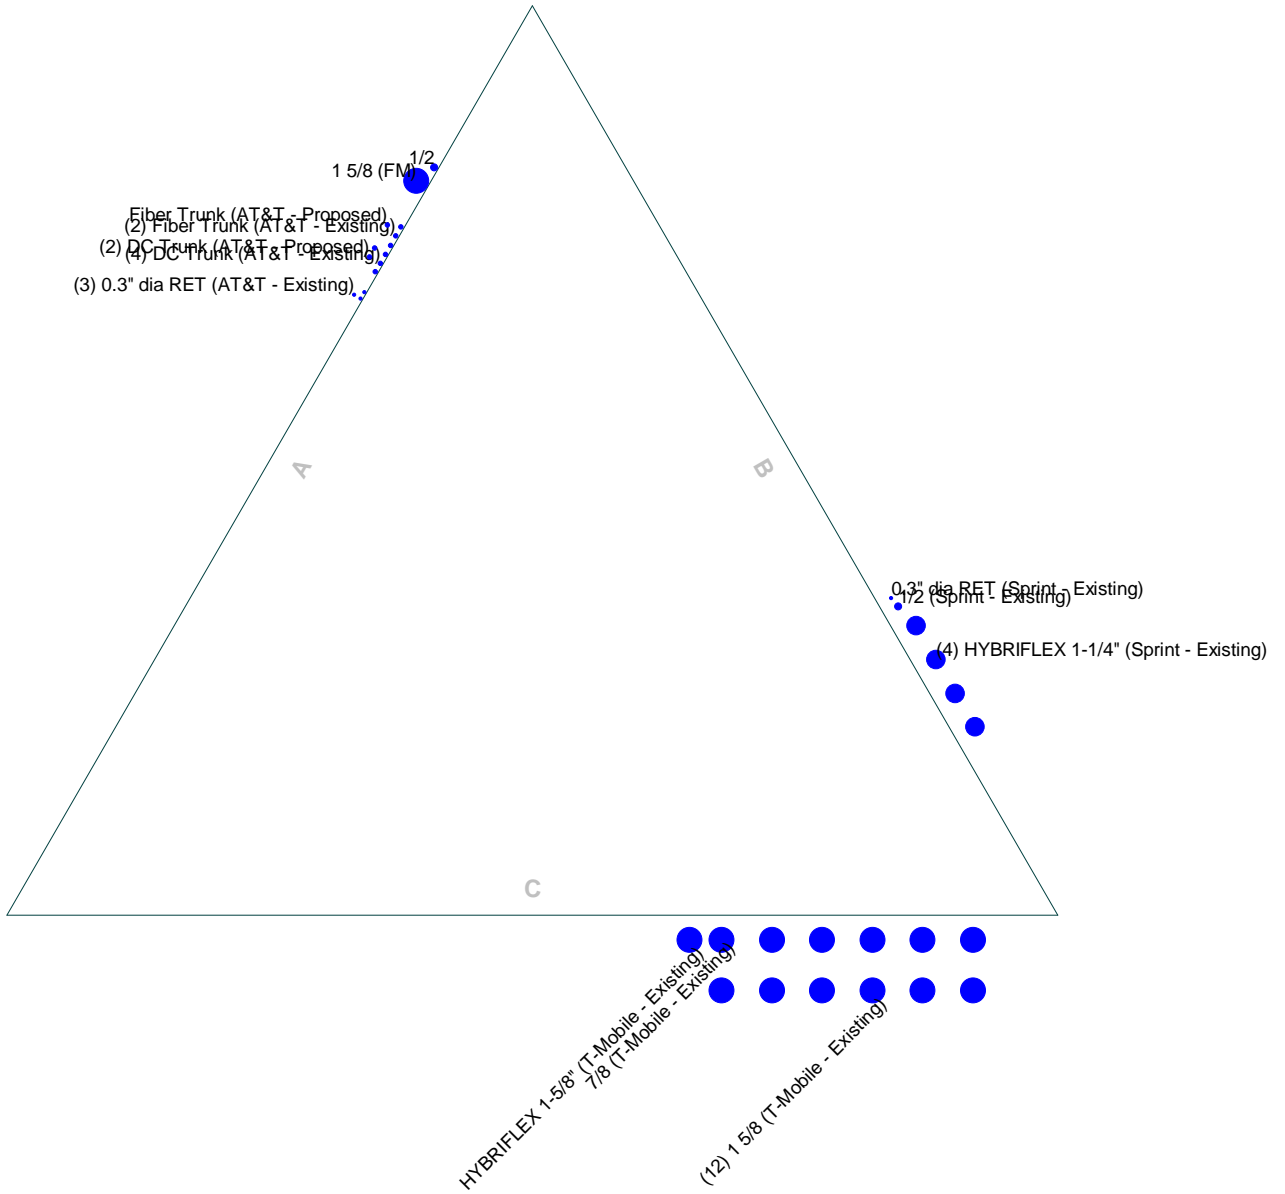 1/2
1 5/8 (FM)
Fiber Trunk (AT&T - Proposed)
(2) Fiber Trunk (AT&T - Existing)
(2) DC Trunk (AT&T - Proposed)
(4) DC Trunk (AT&T - Existing)
(3) 0.3" dia RET (AT&T - Existing)
A
B
0.3" dia RET (Sprint - Existing)
1/2 (Sprint - Existing)
(4) HYBRIFLEX 1-1/4" (Sprint - Existing)
C
HYBRIFLEX 1-5/8" (T-Mobile - Existing)
7/8 (T-Mobile - Existing)
(12) 1 5/8 (T-Mobile - Existing)